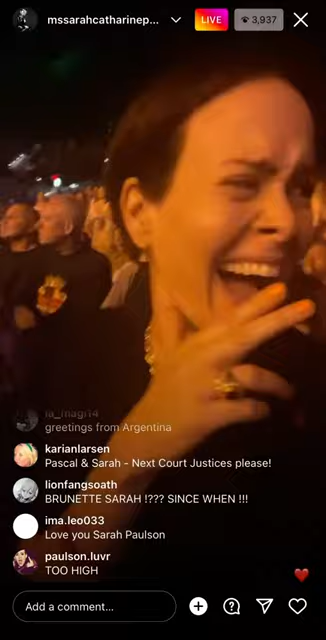 mssarahcatharinep...
LIVE
3,937
la_magi14
greetings from Argentina
karianlarsen
Pascal & Sarah - Next Court Justices please!
lionfangsoath
BRUNETTE SARAH !??? SINCE WHEN !!!
ima.leo033
Love you Sarah Paulson
paulson.luvr
TOO HIGH
Add a comment...